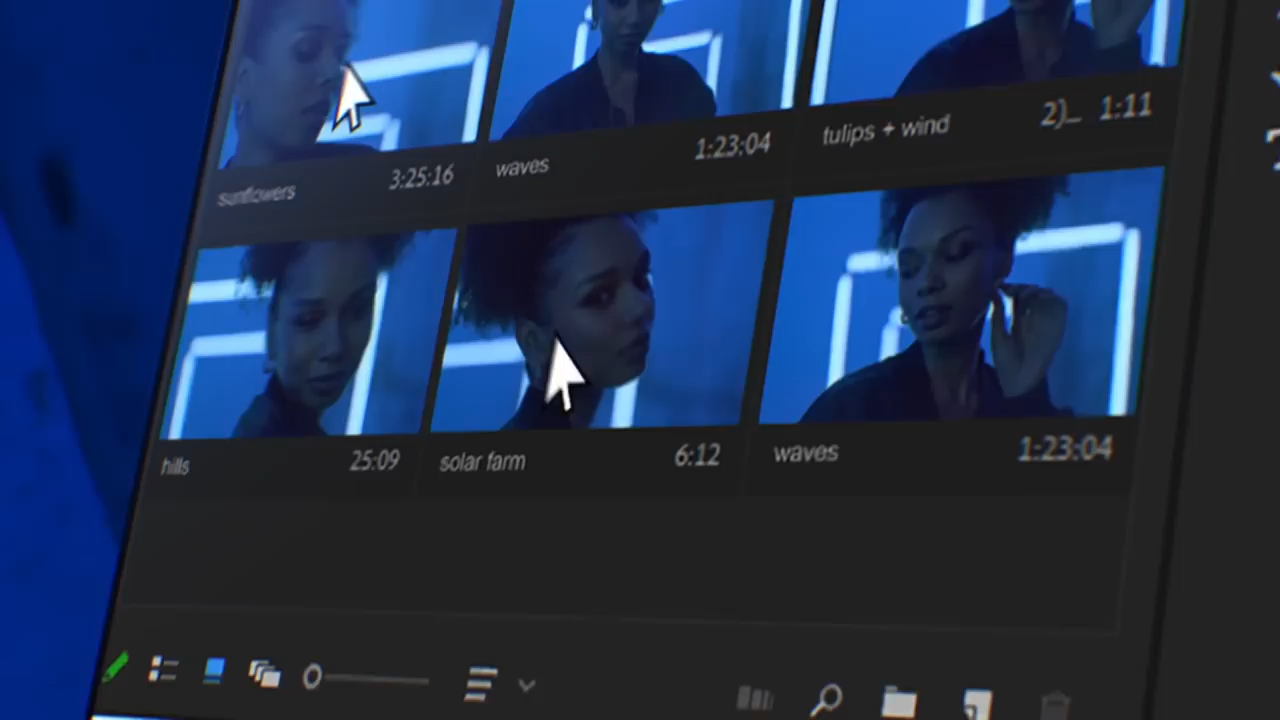 sunflowers 3:25:16
waves 1:23:04
tulips + wind 2)_ 1:11
hills 25:09
solar farm 6:12
waves 1:23:04